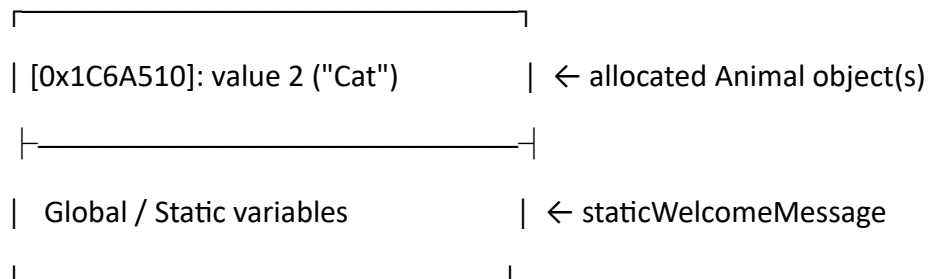 [0x1C6A510]: value 2 ("Cat") ← allocated Animal object(s)
Global / Static variables ← staticWelcomeMessage